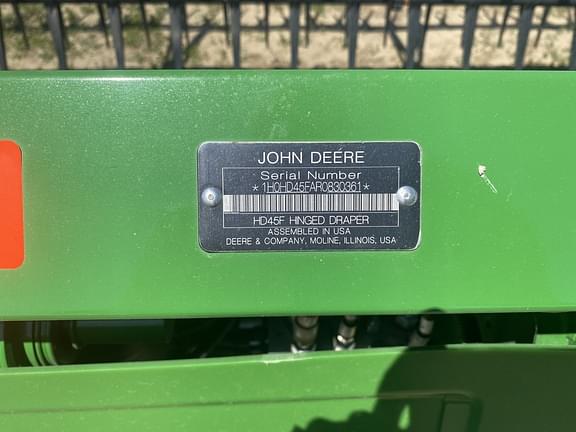 JOHN DEERE
Serial Number
*1H0HD45FAR0830361*
HD45F HINGED DRAPER
ASSEMBLED IN USA
DEERE & COMPANY, MOLINE, ILLINOIS, USA